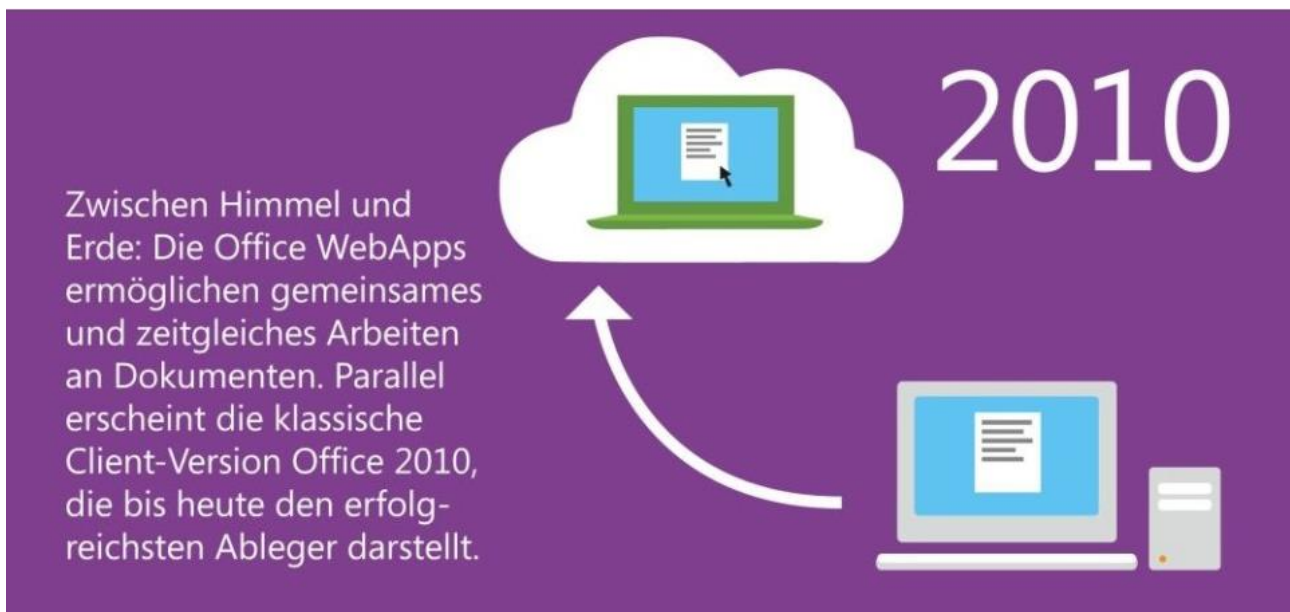 2010
Zwischen Himmel und
Erde: Die Office WebApps
ermöglichen gemeinsames
und zeitgleiches Arbeiten
an Dokumenten. Parallel
erscheint die klassische
Client-Version Office 2010,
die bis heute den erfolg-
reichsten Ableger darstellt.